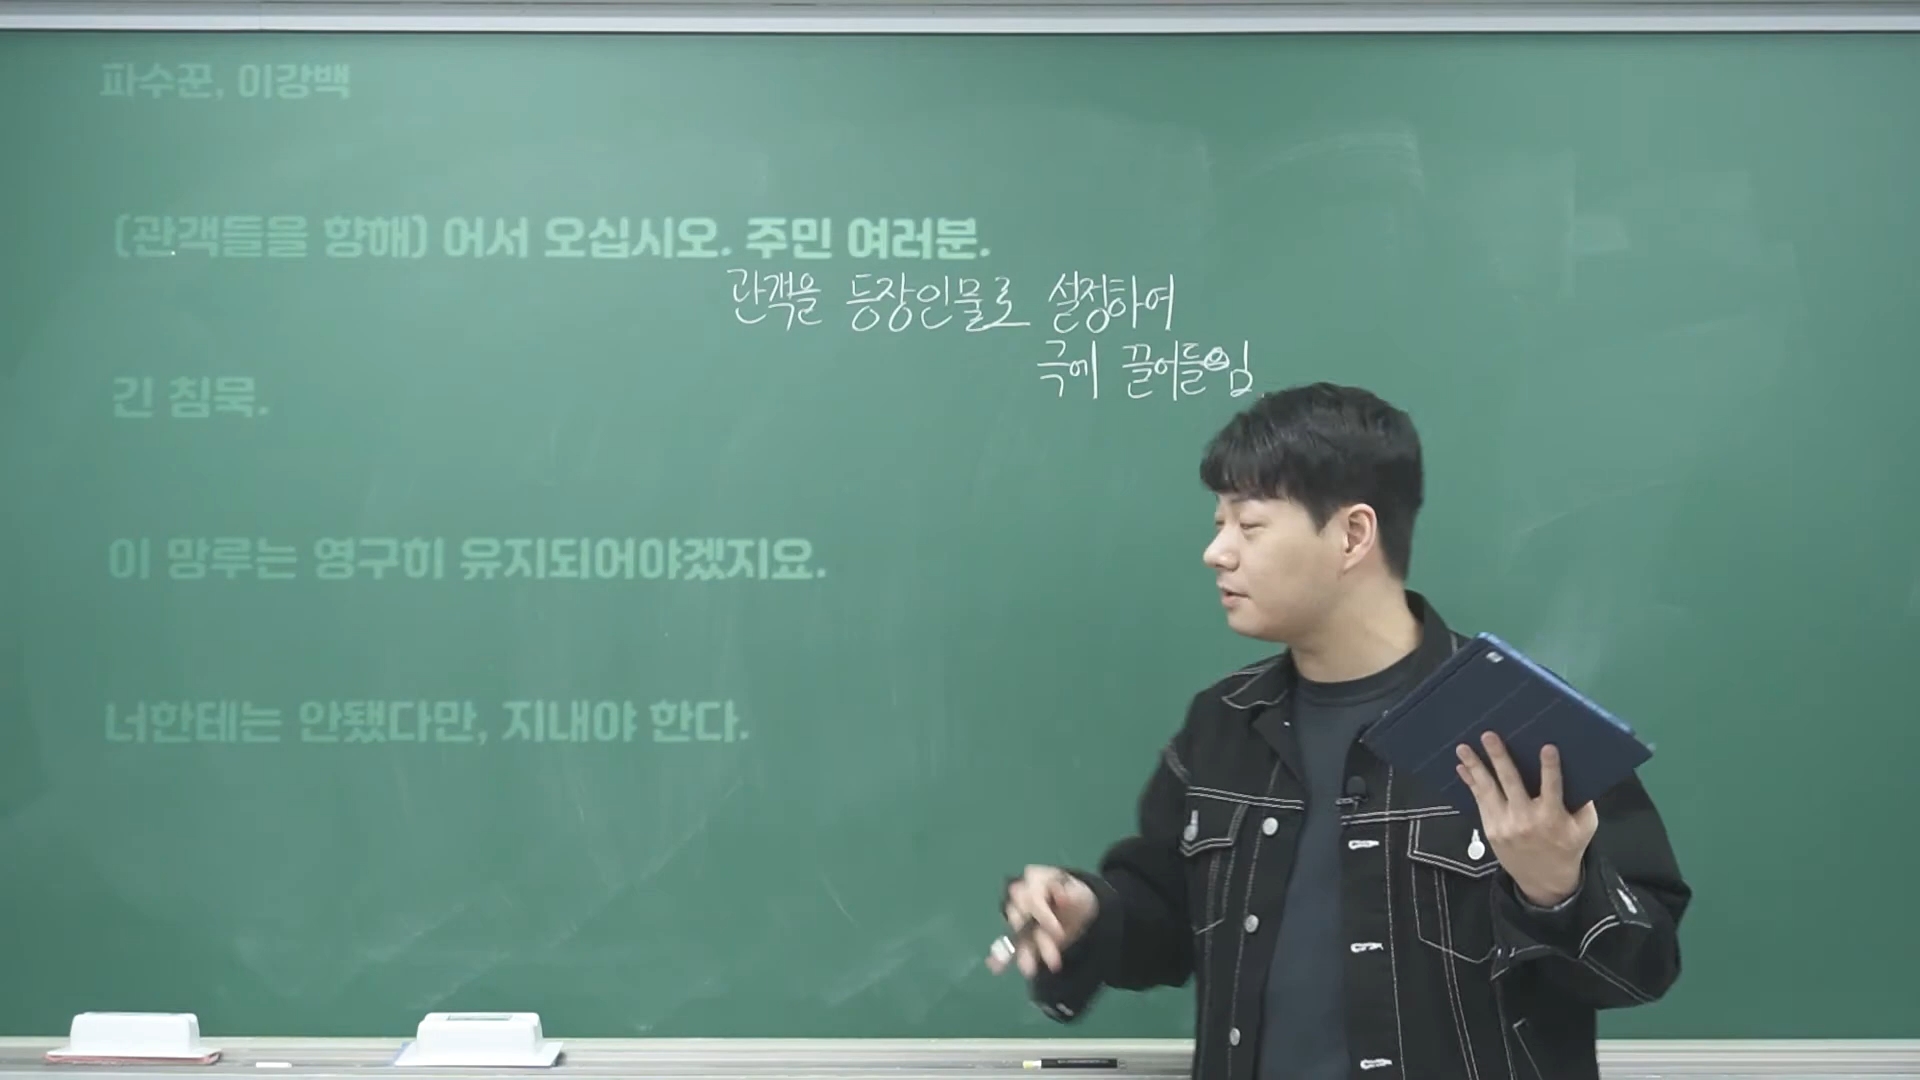 파수꾼, 이강백
(관객들을 향해) 어서 오십시오. 주민 여러분.
관객을 등장인물로 설정하여
극에 끌어들임.
긴 침묵.
이 망루는 영구히 유지되어야겠지요.
너한테는 안됐다만, 지내야 한다.